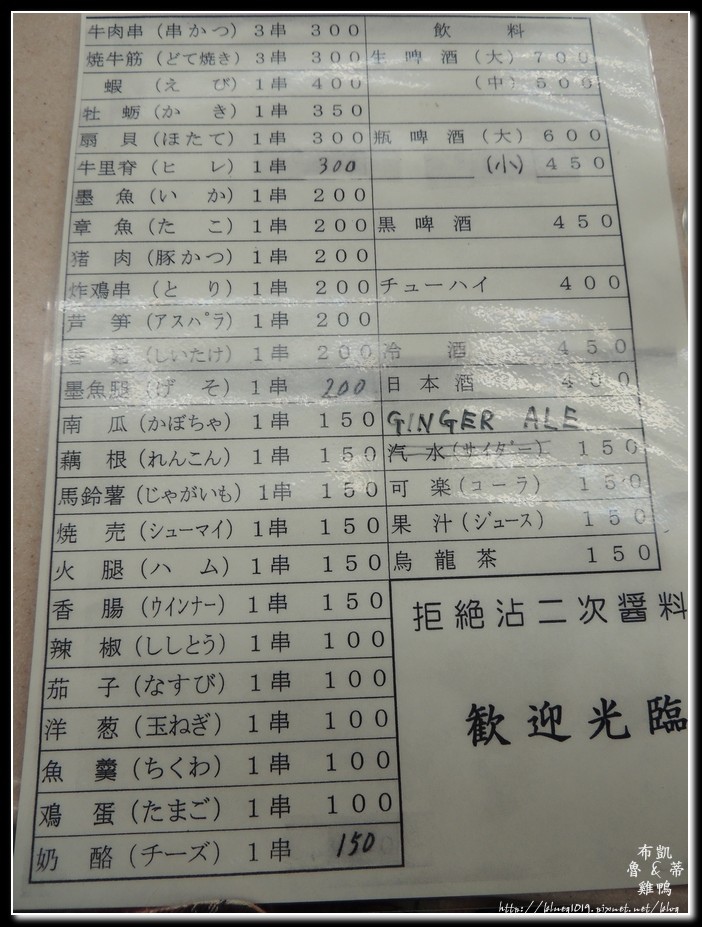 牛肉串（串かつ）3串 300
焼牛筋（どて焼き）3串 300
蝦（えび）1串 400
牡蛎（かき）1串 350
扇貝（ほたて）1串 300
牛里脊（ヒレ）1串 300
墨魚（いか）1串 200
章魚（たこ）1串 200
猪肉（豚かつ）1串 200
炸鶏串（とり）1串 200
芦笋（アスパラ）1串 200
香菇（しいたけ）1串 200
墨魚腿（げそ）1串 200
南瓜（かぼちゃ）1串 150
藕根（れんこん）1串 150
馬鈴薯（じゃがいも）1串 150
焼売（シューマイ）1串 150
火腿（ハム）1串 150
香腸（ウインナー）1串 150
辣椒（ししとう）1串 100
茄子（なすび）1串 100
洋葱（玉ねぎ）1串 100
魚羹（ちくわ）1串 100
鶏蛋（たまご）1串 100
奶酪（チーズ）1串 150
飲料
生啤酒（大）700
（中）500
瓶啤酒（大）600
（小）450
黒啤酒 450
チューハイ 400
冷酒 450
日本酒 400
GINGER ALE
汽水（サイダー）150
可楽（コーラ）150
果汁（ジュース）150
烏龍茶 150
拒絶沾二次醤料
歓迎光臨
布凱
魯&蒂
雞鴨
http://blueq1019.pixnet.net/blog